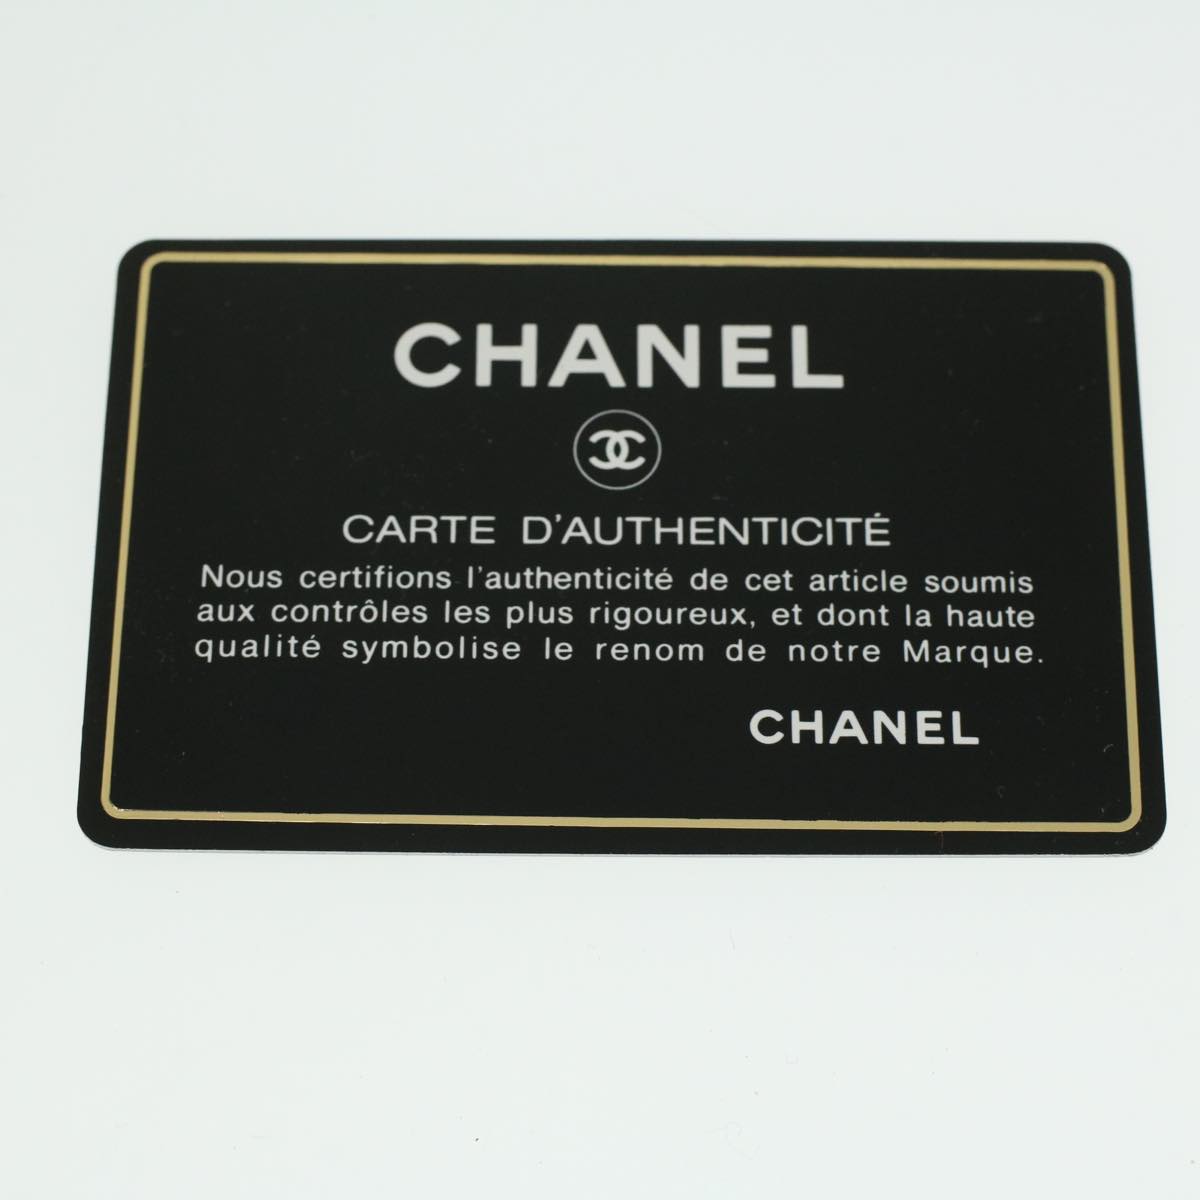 CHANEL
CARTE D'AUTHENTICITÉ
Nous certifions l'authenticité de cet article soumis
aux contrôles les plus rigoureux, et dont la haute
qualité symbolise le renom de notre Marque.
CHANEL